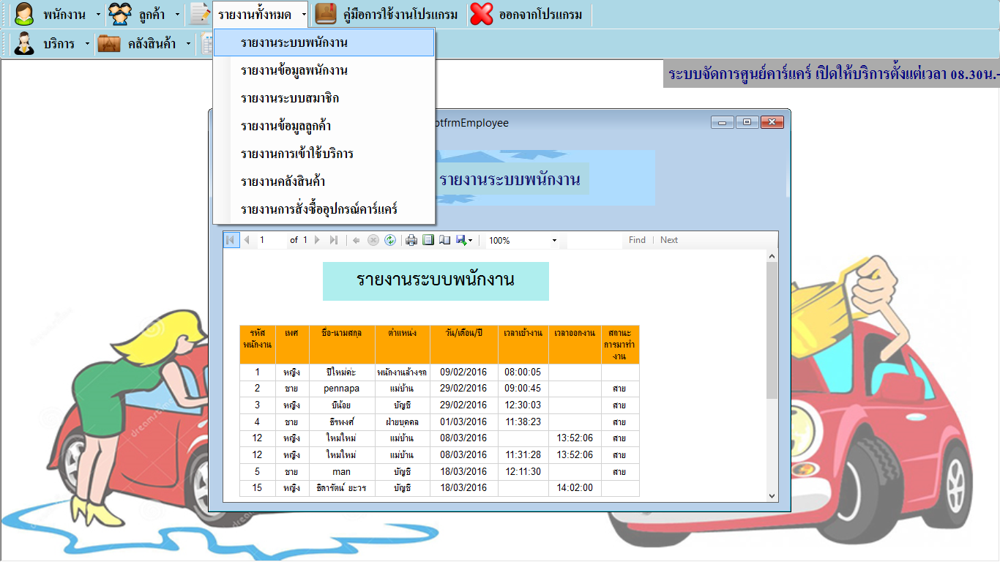 พนักงาน ลูกค้า รายงานทั้งหมด คู่มือการใช้งานโปรแกรม ออกจากโปรแกรม
บริการ คลังสินค้า
รายงานระบบพนักงาน
รายงานข้อมูลพนักงาน
รายงานระบบสมาชิก
รายงานข้อมูลลูกค้า
รายงานการเข้าใช้บริการ
รายงานคลังสินค้า
รายงานการสั่งซื้ออุปกรณ์คาร์แคร์
ระบบจัดการศูนย์คาร์แคร์ เปิดให้บริการตั้งแต่เวลา 08.30น.-
otfrmEmployee
รายงานระบบพนักงาน
1 of 1 100% Find Next
รายงานระบบพนักงาน
รหัสพนักงาน เพศ ชื่อ-นามสกุล ตำแหน่ง วัน/เดือน/ปี เวลาเข้างาน เวลาออกงาน สถานะการมาทำงาน
1 หญิง ปีใหม่ค่ะ พนักงานล้างรถ 09/02/2016 08:00:05
2 ชาย pennapa แม่บ้าน 29/02/2016 09:00:45 สาย
3 หญิง บีน้อย บัญชี 29/02/2016 12:30:03 สาย
4 ชาย ธีรพงศ์ ฝ่ายบุคคล 01/03/2016 11:38:23 สาย
12 หญิง ใหม่ใหม่ แม่บ้าน 08/03/2016 13:52:06 สาย
12 หญิง ใหม่ใหม่ แม่บ้าน 08/03/2016 11:31:28 13:52:06 สาย
5 ชาย man บัญชี 18/03/2016 12:11:30 สาย
15 หญิง ธิดารัตน์ ยะวร บัญชี 18/03/2016 14:02:00